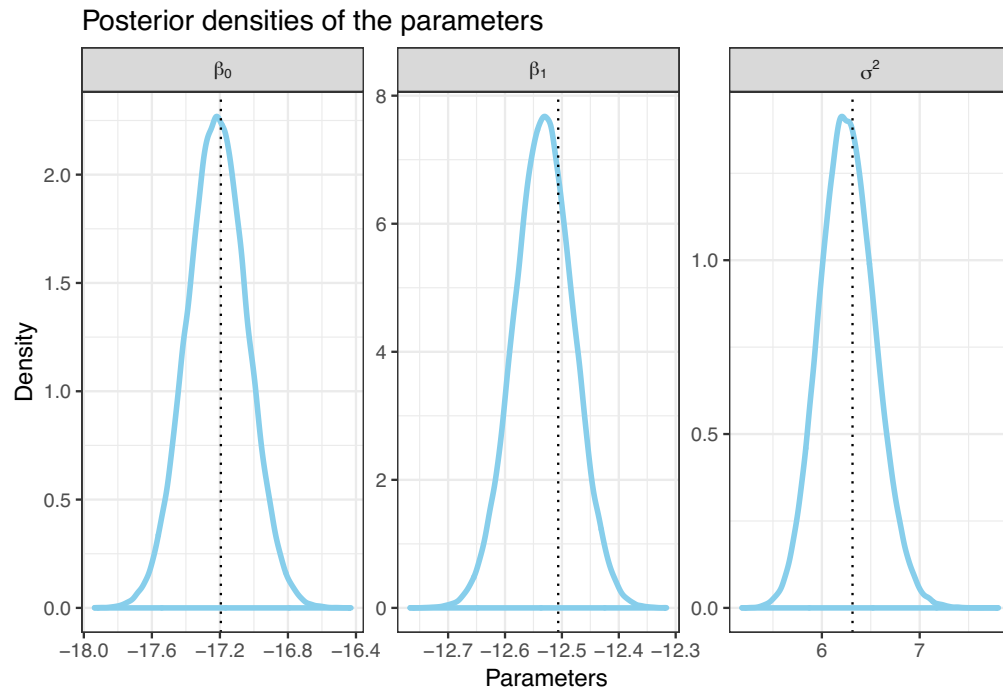 Posterior densities of the parameters
β₀ β₁ σ²
Density
2.0
1.5
1.0
0.5
0.0
8
6
4
2
0
1.0
0.5
0.0
−18.0 −17.6 −17.2 −16.8 −16.4 −12.7 −12.6 −12.5 −12.4 −12.3 6 7
Parameters